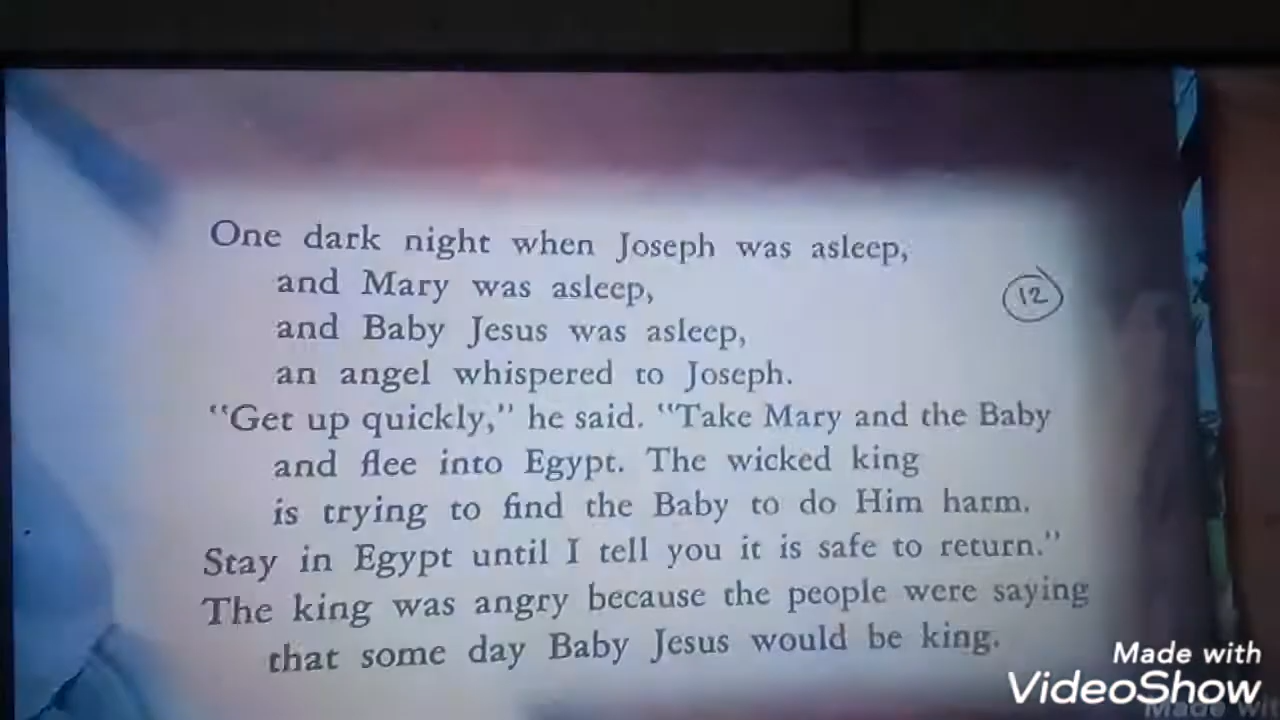 One dark night when Joseph was asleep,
and Mary was asleep,
12
and Baby Jesus was asleep,
an angel whispered to Joseph.
"Get up quickly," he said. "Take Mary and the Baby
and flee into Egypt. The wicked king
is trying to find the Baby to do Him harm.
Stay in Egypt until I tell you it is safe to return."
The king was angry because the people were saying
that some day Baby Jesus would be king.
Made with
VideoShow
Made wi